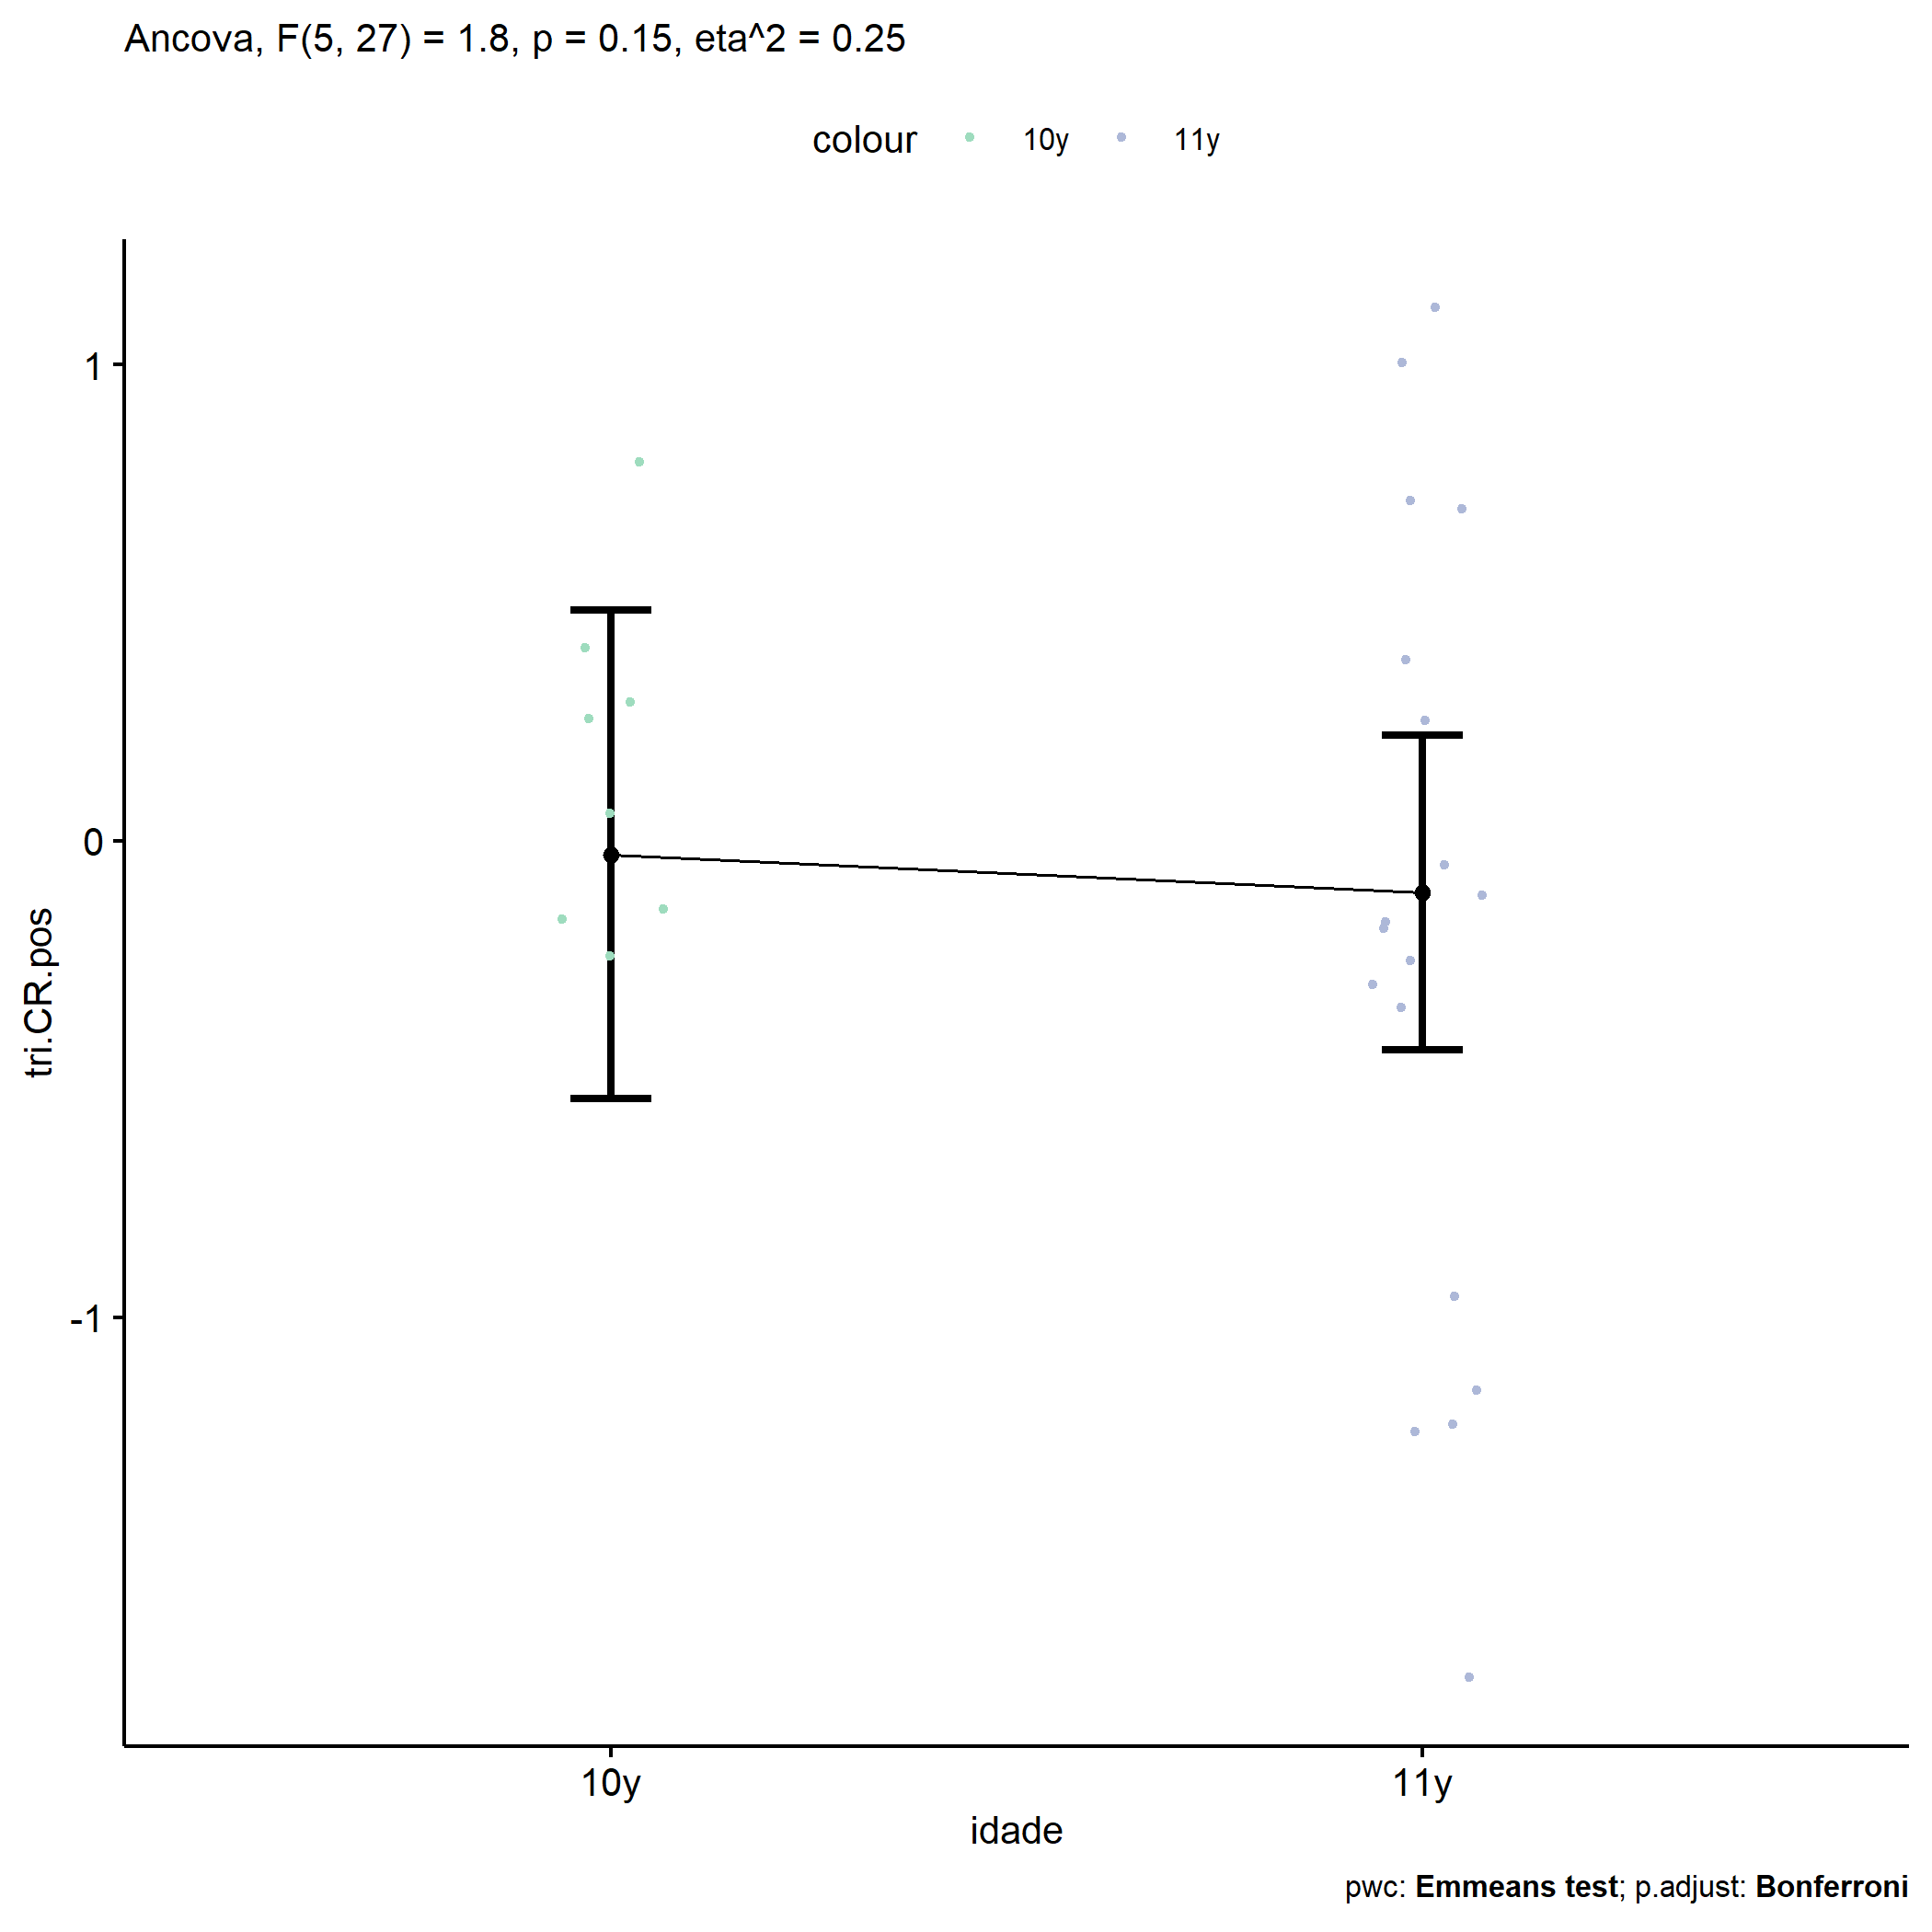 Ancova, F(5, 27) = 1.8, p = 0.15, eta^2 = 0.25
colour 10y 11y
1
0
-1
tri.CR.pos
10y 11y
idade
pwc: Emmeans test; p.adjust: Bonferroni